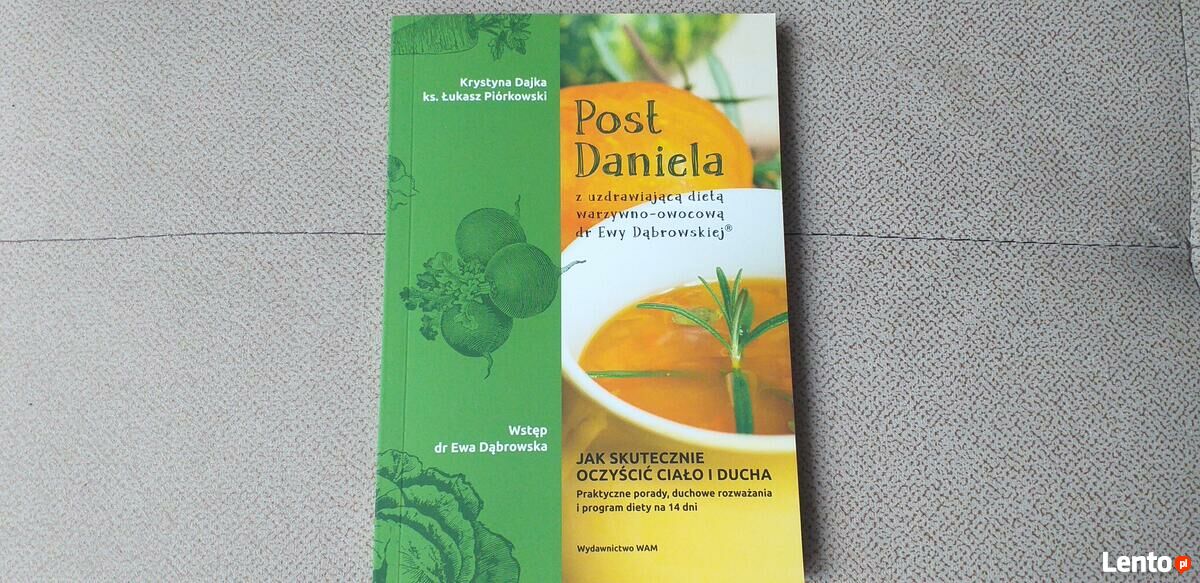 Krystyna Dajka
ks. Łukasz Piórkowski
Post
Daniela
z uzdrawiającą dietą
warzywno-owocową
dr Ewy Dąbrowskiej®
Wstęp
dr Ewa Dąbrowska
JAK SKUTECZNIE
OCZYŚCIĆ CIAŁO I DUCHA
Praktyczne porady, duchowe rozważania
i program diety na 14 dni
Wydawnictwo WAM
Lento.pl